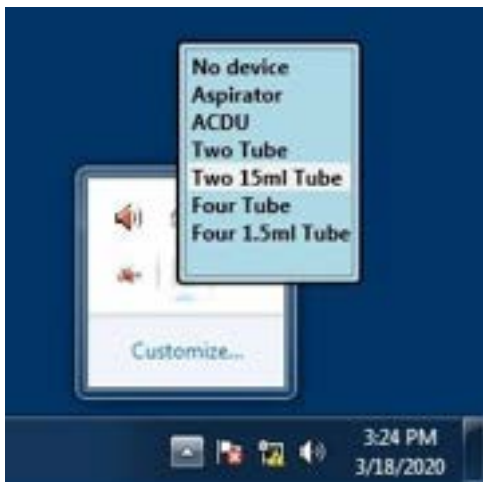 No device
Aspirator
ACDU
Two Tube
Two 15ml Tube
Four Tube
Four 1.5ml Tube
Customize...
3:24 PM
3/18/2020